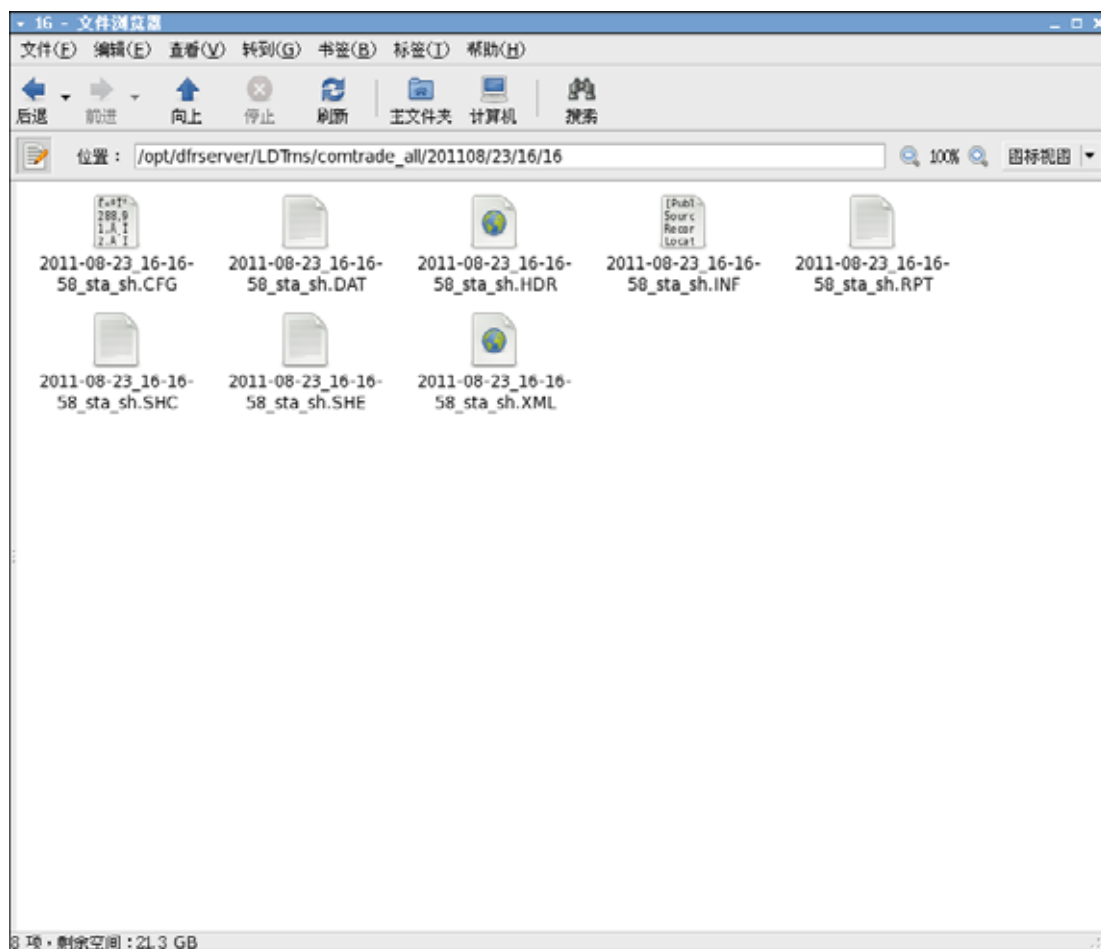 16 - 文件浏览器
文件(F) 编辑(E) 查看(V) 转到(G) 书签(B) 标签(T) 帮助(H)
后退 前进 向上 停止 刷新 主文件夹 计算机 搜索
位置： /opt/dfrserver/LDTrns/comtrade_all/201108/23/16/16 100% 图标视图
2011-08-23_16-16-58_sta_sh.CFG
2011-08-23_16-16-58_sta_sh.DAT
2011-08-23_16-16-58_sta_sh.HDR
2011-08-23_16-16-58_sta_sh.INF
2011-08-23_16-16-58_sta_sh.RPT
2011-08-23_16-16-58_sta_sh.SHC
2011-08-23_16-16-58_sta_sh.SHE
2011-08-23_16-16-58_sta_sh.XML
8 项，剩余空间：21.3 GB